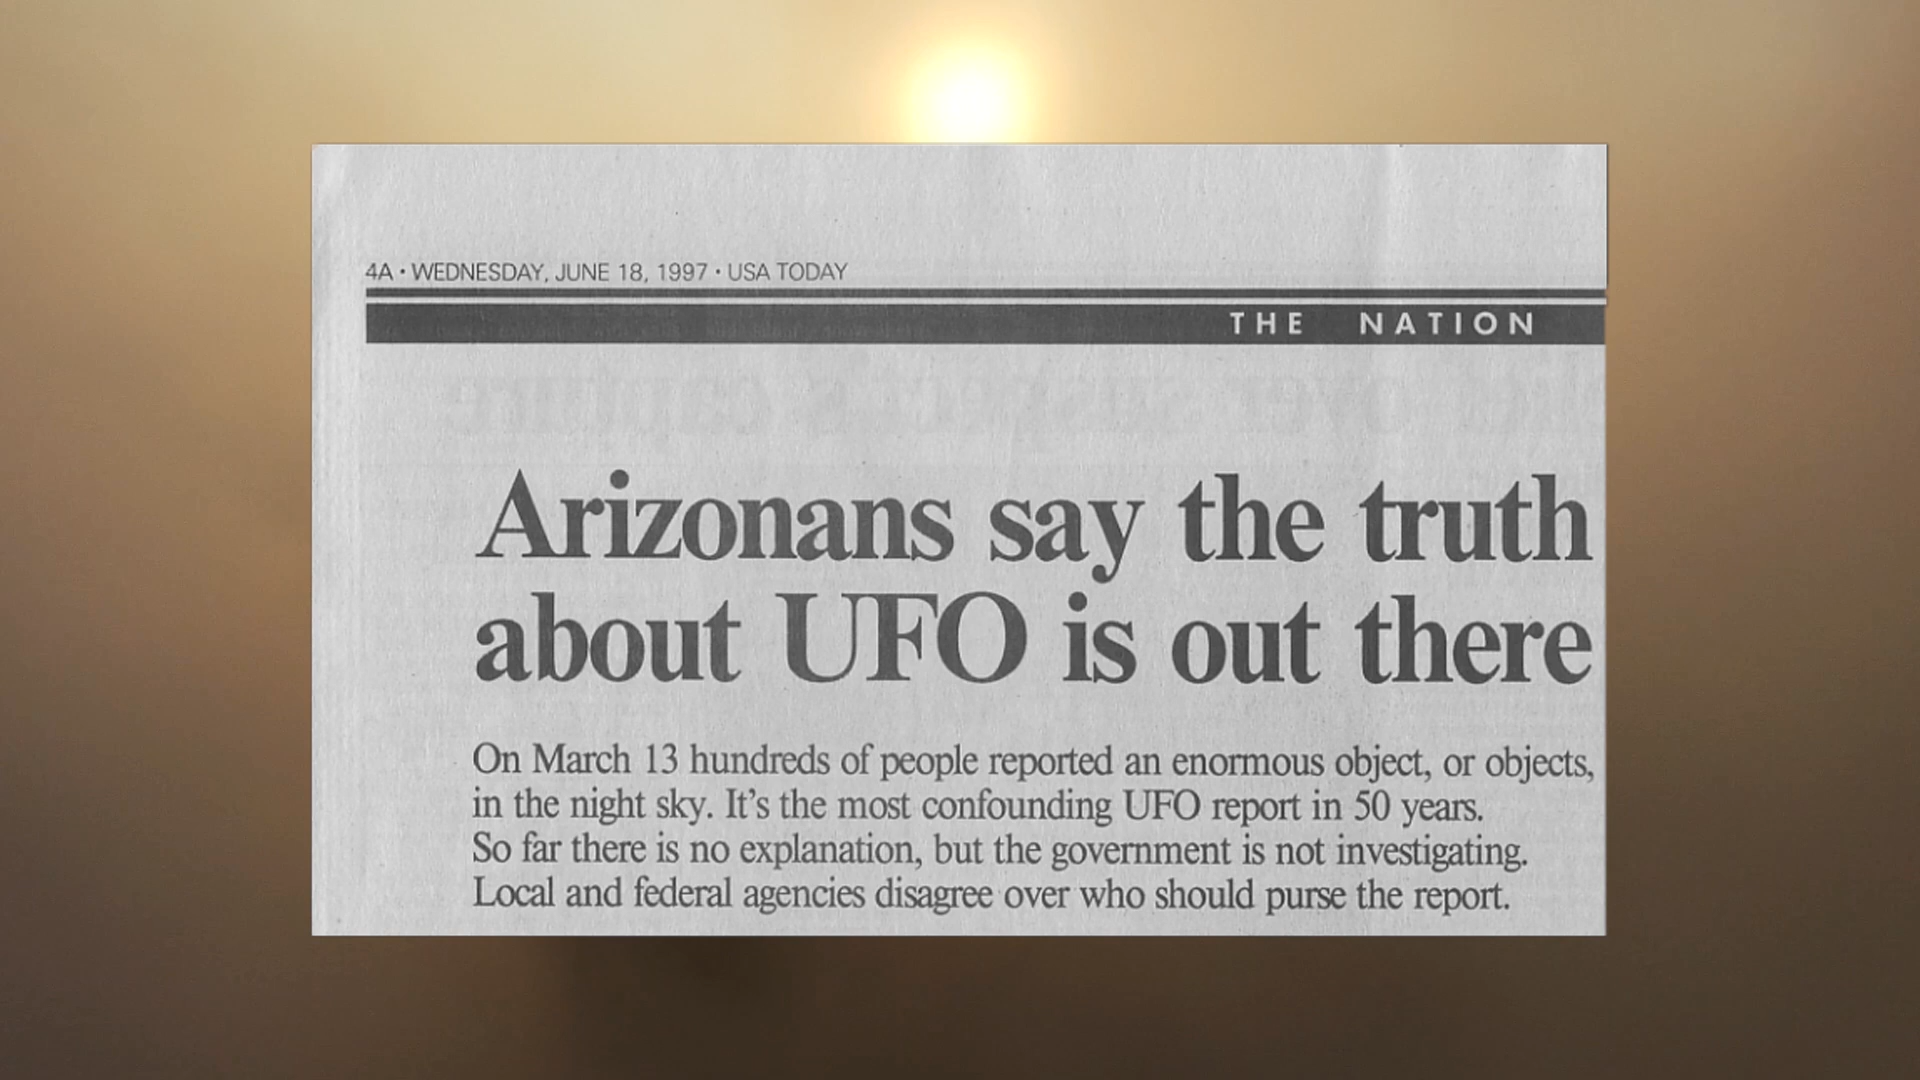 4A · WEDNESDAY, JUNE 18, 1997 · USA TODAY
THE NATION
Arizonans say the truth
about UFO is out there
On March 13 hundreds of people reported an enormous object, or objects,
in the night sky. It's the most confounding UFO report in 50 years.
So far there is no explanation, but the government is not investigating.
Local and federal agencies disagree over who should purse the report.